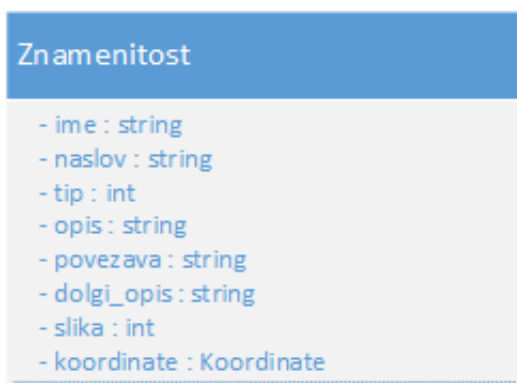 Znamenitost
- ime : string
- naslov : string
- tip : int
- opis : string
- povezava : string
- dolgi_opis : string
- slika : int
- koordinate : Koordinate